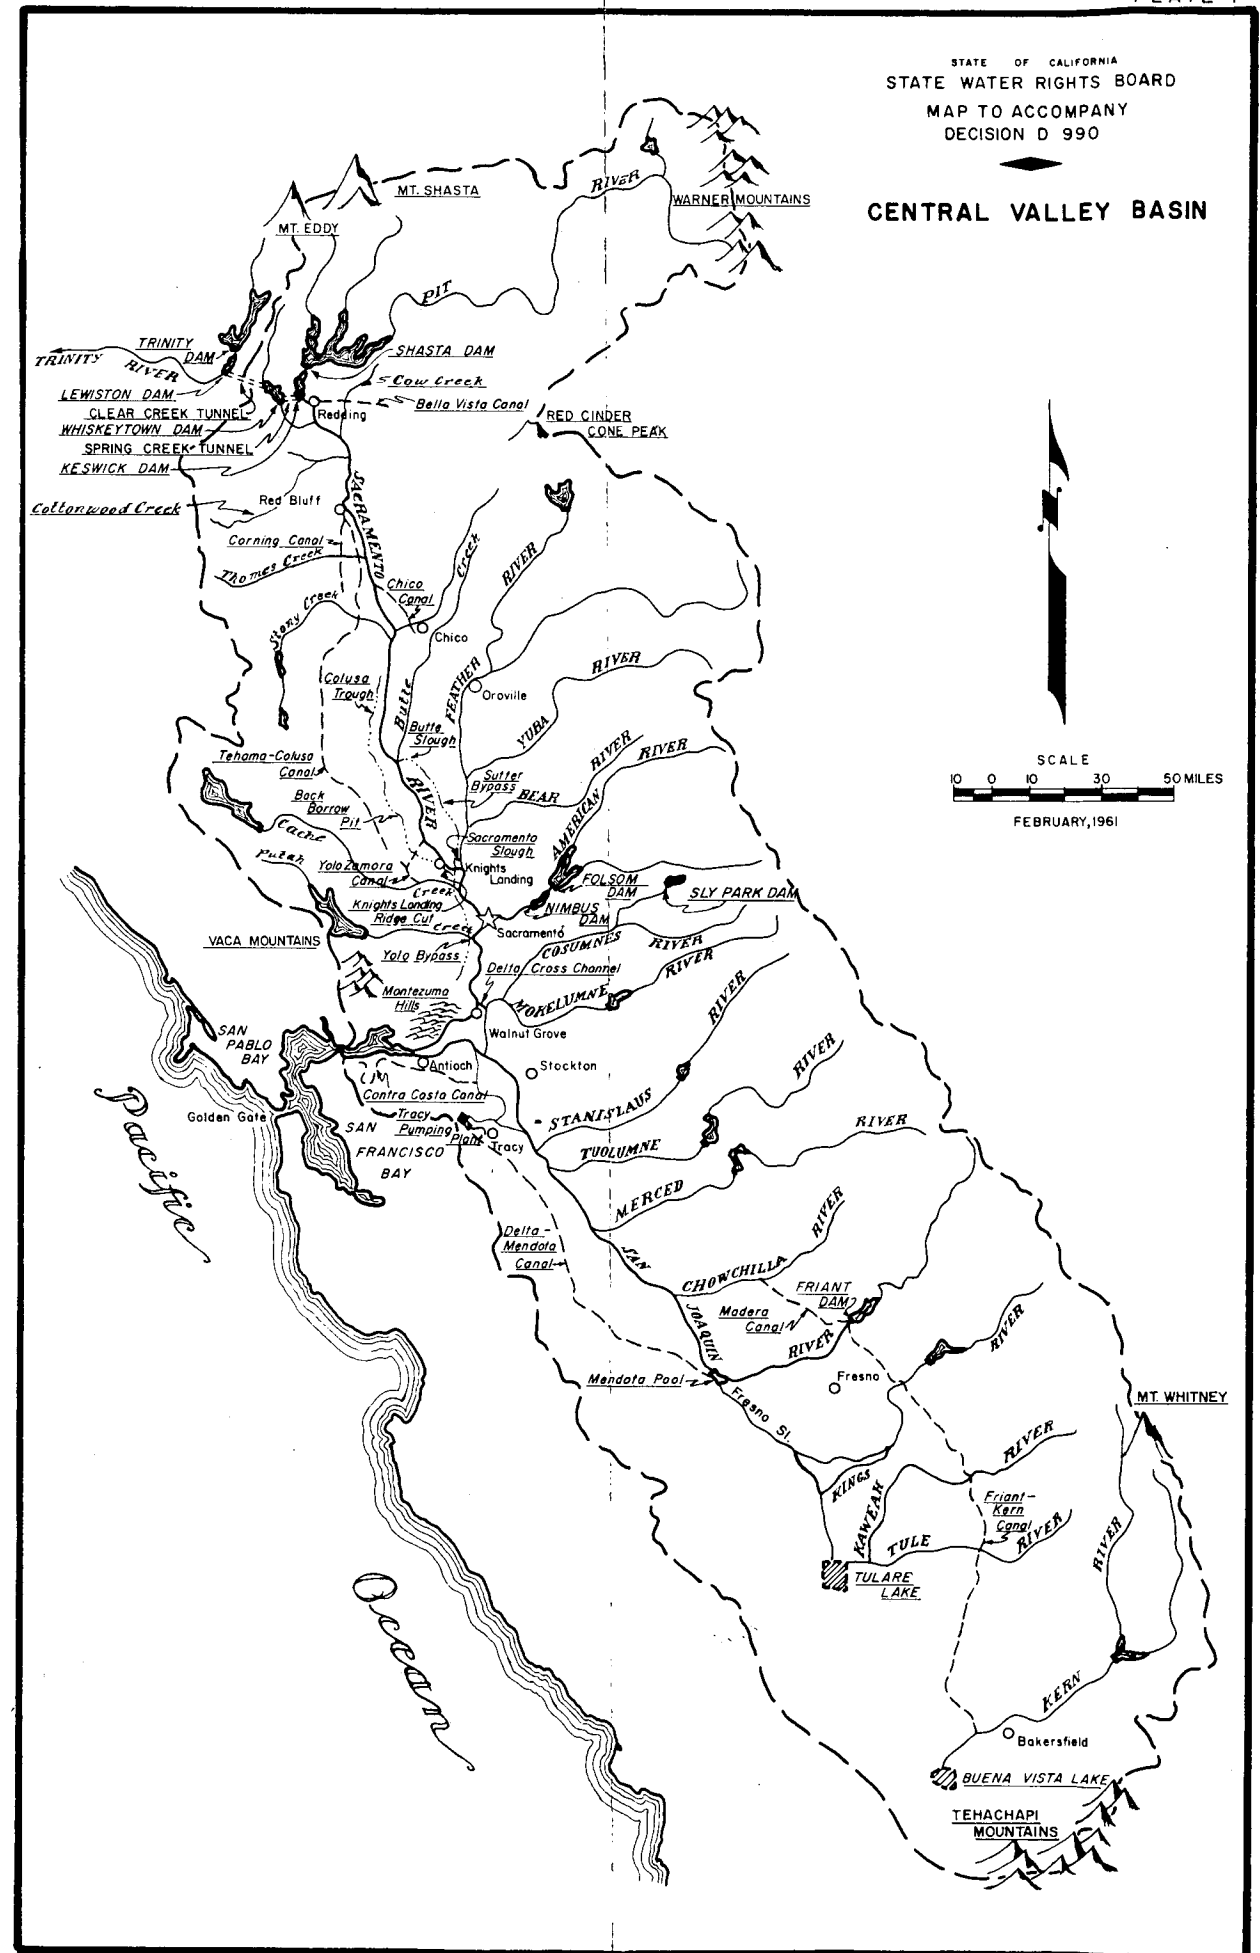 PLATE 1
STATE OF CALIFORNIA
STATE WATER RIGHTS BOARD
MAP TO ACCOMPANY
DECISION D 990
CENTRAL VALLEY BASIN
MT. SHASTA
MT. EDDY
WARNER MOUNTAINS
PIT RIVER
TRINITY RIVER
TRINITY
DAM
SHASTA DAM
Cow Creek
LEWISTON DAM
Bella Vista Canal
CLEAR CREEK TUNNEL
Redding
WHISKEYTOWN DAM
SPRING CREEK TUNNEL
KESWICK DAM
RED CINDER
CONE PEAK
Cottonwood Creek
Red Bluff
SACRAMENTO RIVER
Corning Canal
Thomes Creek
Chico
Canal
Stony Creek
Chico
Butte Creek
FEATHER RIVER
Oroville
Colusa
Trough
Butte
Slough
YUBA RIVER
Tehama-Colusa
Canal
Sutter
Bypass
BEAR RIVER
AMERICAN RIVER
Back
Borrow
Pit
Cache Creek
Sacramento
Slough
Putah Creek
Yolo Zamora
Canal
Knights
Landing
FOLSOM
DAM
SLY PARK DAM
Knights Landing
Ridge Cut
NIMBUS
DAM
Sacramento
VACA MOUNTAINS
Yolo Bypass
COSUMNES RIVER
Delta Cross Channel
MOKELUMNE RIVER
Montezuma
Hills
Walnut Grove
SAN
PABLO
BAY
Antioch
Stockton
Contra Costa Canal
STANISLAUS RIVER
Golden Gate
SAN
FRANCISCO
BAY
Tracy
Pumping
Plant
Tracy
TUOLUMNE RIVER
MERCED RIVER
Delta-
Mendota
Canal
SAN JOAQUIN RIVER
CHOWCHILLA RIVER
FRIANT
DAM
Madera
Canal
Mendota Pool
Fresno
Fresno Sl.
KINGS RIVER
MT. WHITNEY
KAWEAH RIVER
Friant-
Kern
Canal
TULE RIVER
TULARE
LAKE
KERN RIVER
Bakersfield
BUENA VISTA LAKE
TEHACHAPI
MOUNTAINS
Pacific
Ocean
SCALE
10 0 10 30 50 MILES
FEBRUARY, 1961